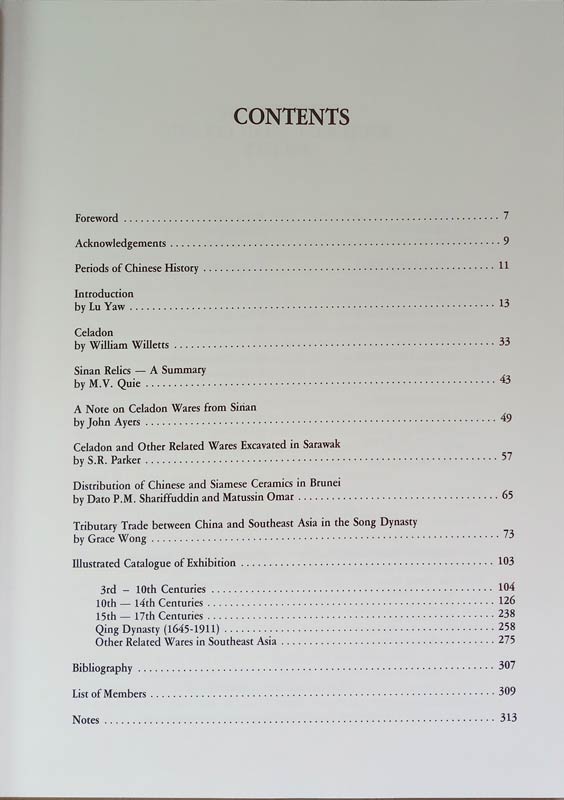 CONTENTS
Foreword ........ 7
Acknowledgements ........ 9
Periods of Chinese History ........ 11
Introduction
by Lu Yaw ........ 13
Celadon
by William Willetts ........ 33
Sinan Relics — A Summary
by M.V. Quie ........ 43
A Note on Celadon Wares from Sinan
by John Ayers ........ 49
Celadon and Other Related Wares Excavated in Sarawak
by S.R. Parker ........ 57
Distribution of Chinese and Siamese Ceramics in Brunei
by Dato P.M. Shariffuddin and Matussin Omar ........ 65
Tributary Trade between China and Southeast Asia in the Song Dynasty
by Grace Wong ........ 73
Illustrated Catalogue of Exhibition ........ 103
3rd – 10th Centuries ........ 104
10th — 14th Centuries ........ 126
15th — 17th Centuries ........ 238
Qing Dynasty (1645-1911) ........ 258
Other Related Wares in Southeast Asia ........ 275
Bibliography ........ 307
List of Members ........ 309
Notes ........ 313